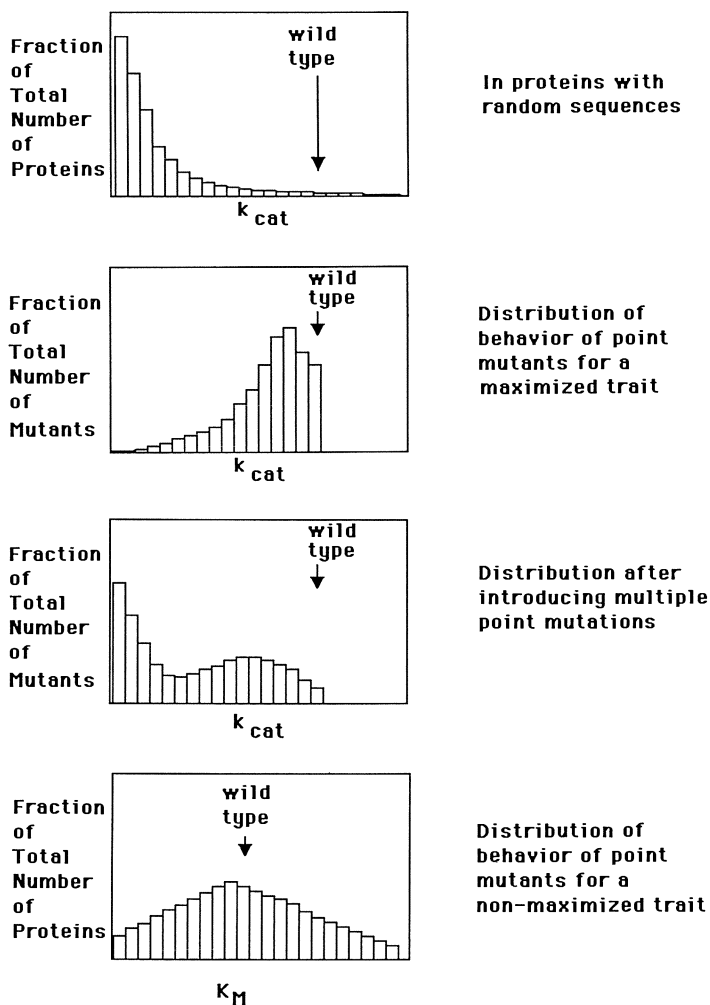 Fraction
of
Total
Number
of
Proteins
wild
type
k cat
In proteins with
random sequences
Fraction
of
Total
Number
of
Mutants
wild
type
k cat
Distribution of
behavior of point
mutants for a
maximized trait
Fraction
of
Total
Number
of
Mutants
wild
type
k cat
Distribution after
introducing multiple
point mutations
Fraction
of
Total
Number
of
Proteins
wild
type
K M
Distribution of
behavior of point
mutants for a
non-maximized trait